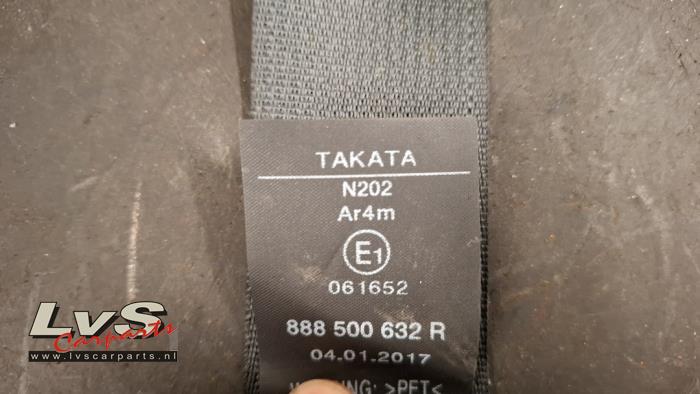 TAKATA
N202
Ar4m
E1
061652
888 500 632 R
04.01.2017
>PET<
LvS
Carparts
www.lvscarparts.nl